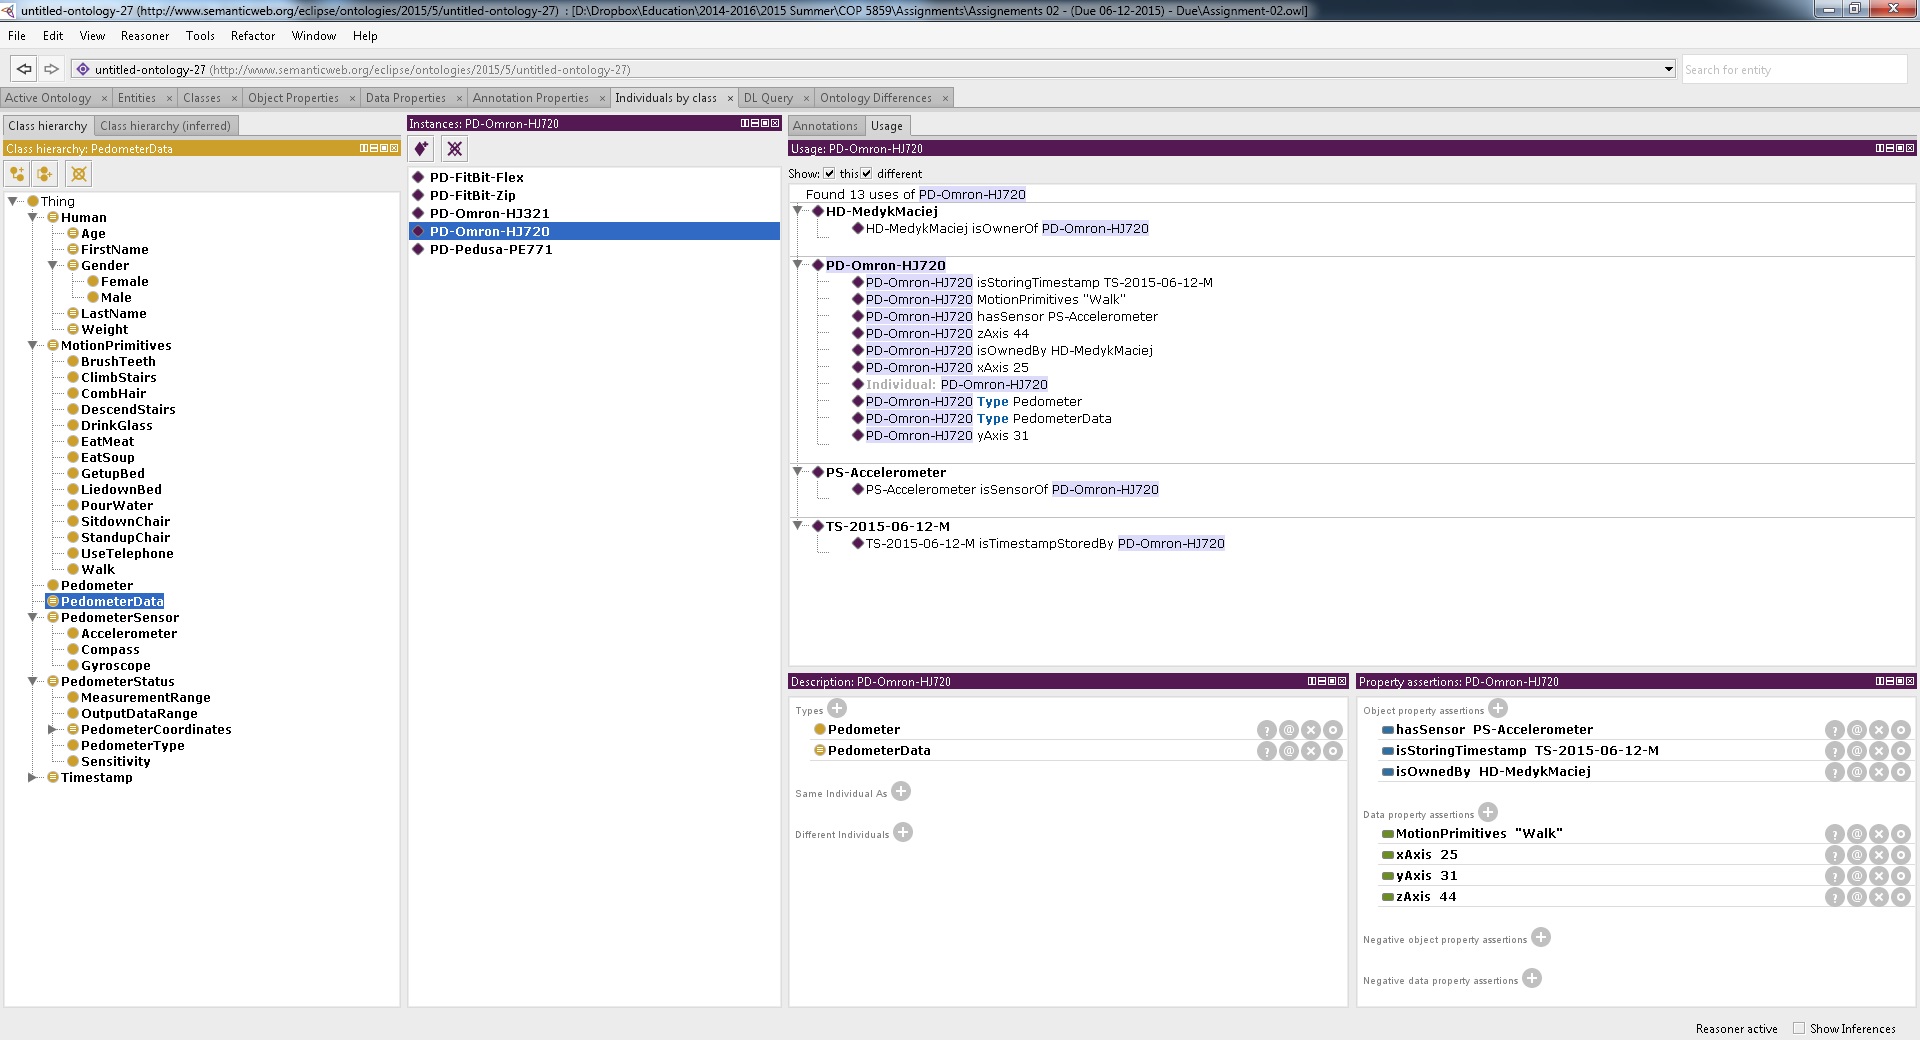 untitled-ontology-27 (http://www.semanticweb.org/eclipse/ontologies/2015/5/untitled-ontology-27) : [D:\Dropbox\Education\2014-2016\2015 Summer\COP 5859\Assignments\Assignements 02 - (Due 06-12-2015) - Due\Assignment-02.owl]
File Edit View Reasoner Tools Refactor Window Help
untitled-ontology-27 (http://www.semanticweb.org/eclipse/ontologies/2015/5/untitled-ontology-27)
Search for entity
Active Ontology × Entities × Classes × Object Properties × Data Properties × Annotation Properties × Individuals by class × DL Query × Ontology Differences ×
Class hierarchy Class hierarchy (inferred)
Class hierarchy: PedometerData
Thing
Human
Age
FirstName
Gender
Female
Male
LastName
Weight
MotionPrimitives
BrushTeeth
ClimbStairs
CombHair
DescendStairs
DrinkGlass
EatMeat
EatSoup
GetupBed
LiedownBed
PourWater
SitdownChair
StandupChair
UseTelephone
Walk
Pedometer
PedometerData
PedometerSensor
Accelerometer
Compass
Gyroscope
PedometerStatus
MeasurementRange
OutputDataRange
PedometerCoordinates
PedometerType
Sensitivity
Timestamp
Instances: PD-Omron-HJ720
PD-FitBit-Flex
PD-FitBit-Zip
PD-Omron-HJ321
PD-Omron-HJ720
PD-Pedusa-PE771
Annotations Usage
Usage: PD-Omron-HJ720
Show: this different
Found 13 uses of PD-Omron-HJ720
HD-MedykMaciej
HD-MedykMaciej isOwnerOf PD-Omron-HJ720
PD-Omron-HJ720
PD-Omron-HJ720 isStoringTimestamp TS-2015-06-12-M
PD-Omron-HJ720 MotionPrimitives "Walk"
PD-Omron-HJ720 hasSensor PS-Accelerometer
PD-Omron-HJ720 zAxis 44
PD-Omron-HJ720 isOwnedBy HD-MedykMaciej
PD-Omron-HJ720 xAxis 25
Individual: PD-Omron-HJ720
PD-Omron-HJ720 Type Pedometer
PD-Omron-HJ720 Type PedometerData
PD-Omron-HJ720 yAxis 31
PS-Accelerometer
PS-Accelerometer isSensorOf PD-Omron-HJ720
TS-2015-06-12-M
TS-2015-06-12-M isTimestampStoredBy PD-Omron-HJ720
Description: PD-Omron-HJ720
Types
Pedometer
PedometerData
Same Individual As
Different Individuals
Property assertions: PD-Omron-HJ720
Object property assertions
hasSensor PS-Accelerometer
isStoringTimestamp TS-2015-06-12-M
isOwnedBy HD-MedykMaciej
Data property assertions
MotionPrimitives "Walk"
xAxis 25
yAxis 31
zAxis 44
Negative object property assertions
Negative data property assertions
Reasoner active Show Inferences